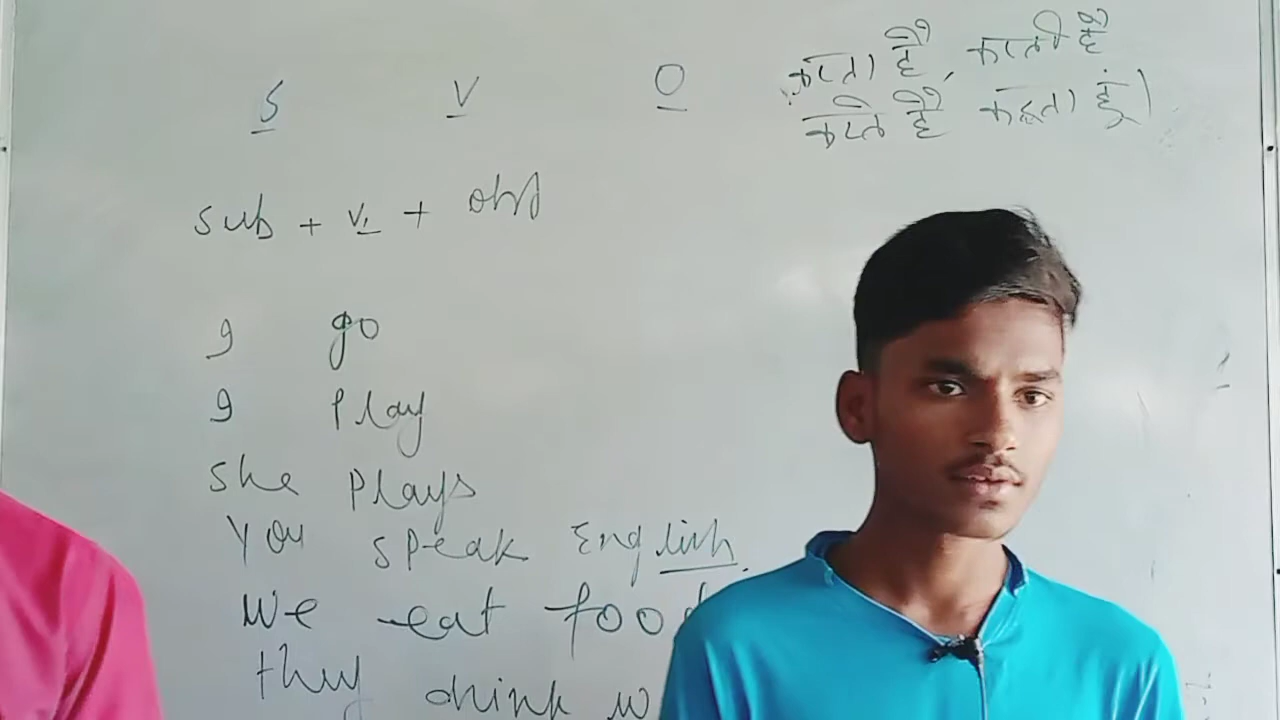 S V O
करता है, करती है
करते है करता हूं।
sub + V1 + obj
I go
I Play
she Plays
You speak English.
We eat food
they drink w